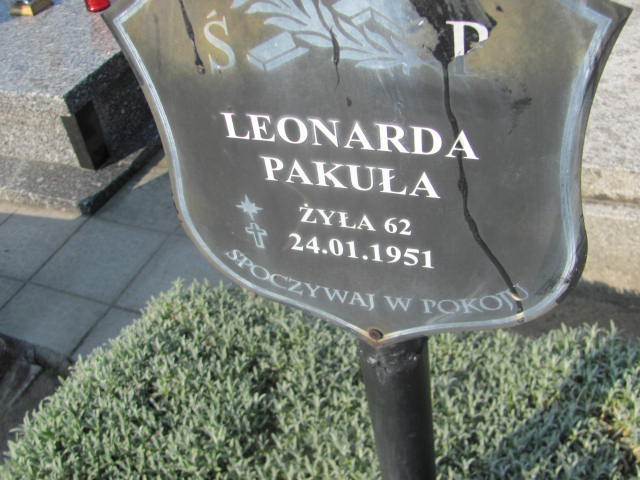 Ś P
LEONARDA
PAKUŁA
ŻYŁA 62
24.01.1951
SPOCZYWAJ W POKOJU